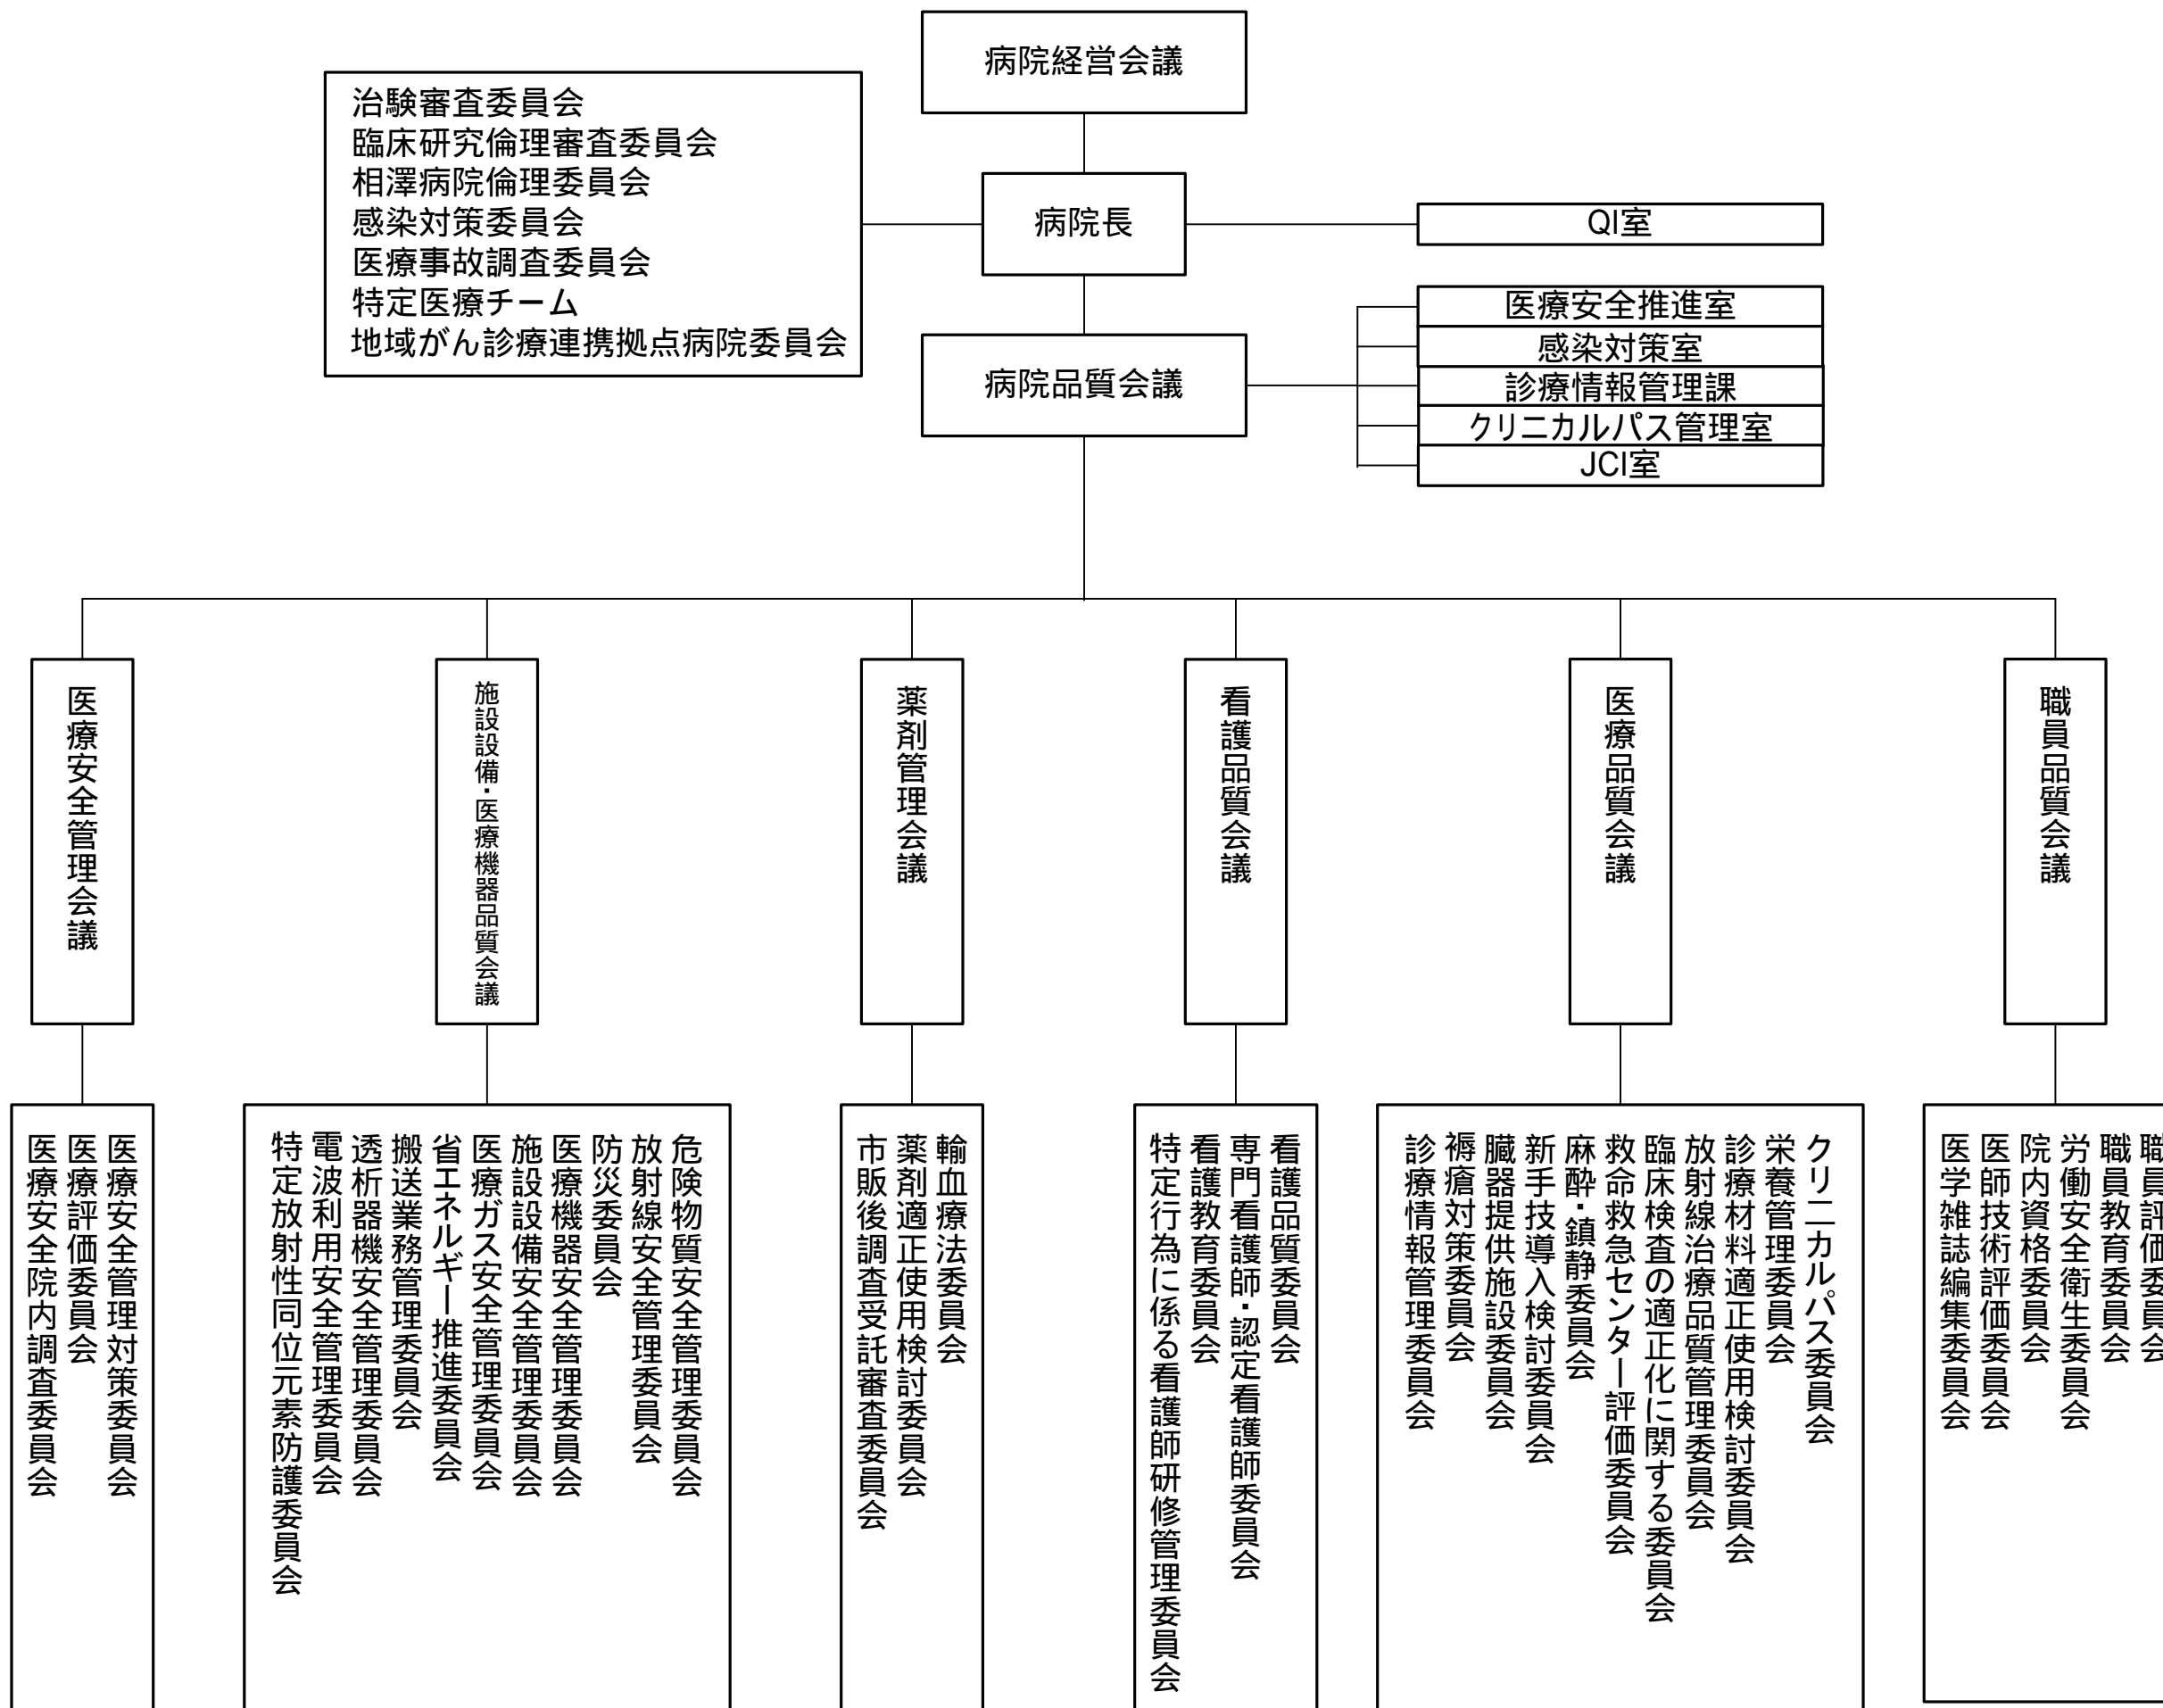 病院経営会議
治験審査委員会
臨床研究倫理審査委員会
相澤病院倫理委員会
感染対策委員会
医療事故調査委員会
特定医療チーム
地域がん診療連携拠点病院委員会
病院長
QI室
病院品質会議
医療安全推進室
感染対策室
診療情報管理課
クリニカルパス管理室
JCI室
医療安全管理会議
施設設備・医療機器品質会議
薬剤管理会議
看護品質会議
医療品質会議
職員品質会議
医療安全管理対策委員会
医療評価委員会
医療安全院内調査委員会
危険物質安全管理委員会
放射線安全管理委員会
防災委員会
医療機器安全管理委員会
施設設備安全管理委員会
医療ガス安全管理委員会
省エネルギー推進委員会
搬送業務管理委員会
透析器機安全管理委員会
電波利用安全管理委員会
特定放射性同位元素防護委員会
輸血療法委員会
薬剤適正使用検討委員会
市販後調査受託審査委員会
看護品質委員会
専門看護師・認定看護師委員会
看護教育委員会
特定行為に係る看護師研修管理委員会
クリニカルパス委員会
栄養管理委員会
診療材料適正使用検討委員会
放射線治療品質管理委員会
臨床検査の適正化に関する委員会
救命救急センター評価委員会
麻酔・鎮静委員会
新手技導入検討委員会
臓器提供施設委員会
褥瘡対策委員会
診療情報管理委員会
職員評価委員会
職員教育委員会
労働安全衛生委員会
院内資格委員会
医師技術評価委員会
医学雑誌編集委員会